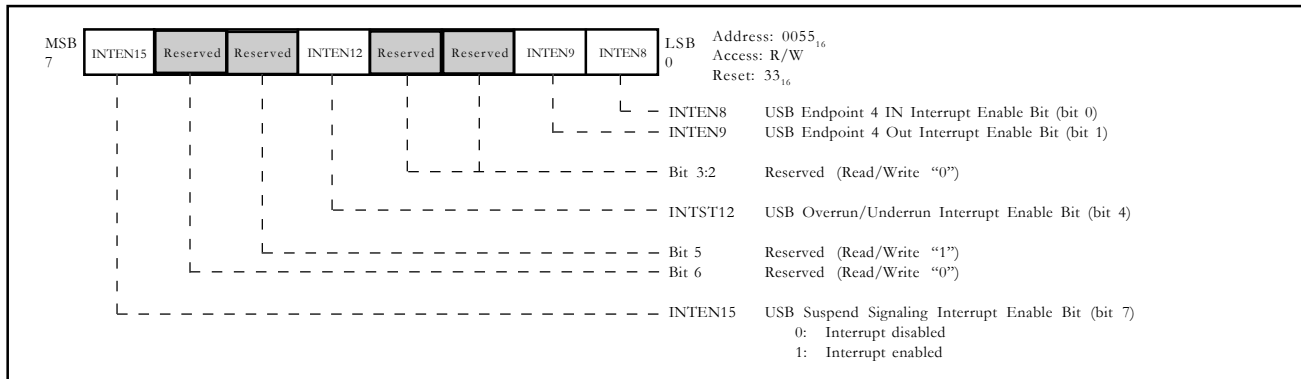 MSB
7
INTEN15 Reserved Reserved INTEN12 Reserved Reserved INTEN9 INTEN8
LSB
0
Address: 0055₁₆
Access: R/W
Reset: 33₁₆
INTEN8 USB Endpoint 4 IN Interrupt Enable Bit (bit 0)
INTEN9 USB Endpoint 4 Out Interrupt Enable Bit (bit 1)
Bit 3:2 Reserved (Read/Write “0”)
INTST12 USB Overrun/Underrun Interrupt Enable Bit (bit 4)
Bit 5 Reserved (Read/Write “1”)
Bit 6 Reserved (Read/Write “0”)
INTEN15 USB Suspend Signaling Interrupt Enable Bit (bit 7)
0: Interrupt disabled
1: Interrupt enabled